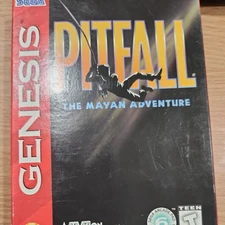 SEGA
GENESIS
PITFALL
THE MAYAN ADVENTURE
ACTIVISION
TEEN
T